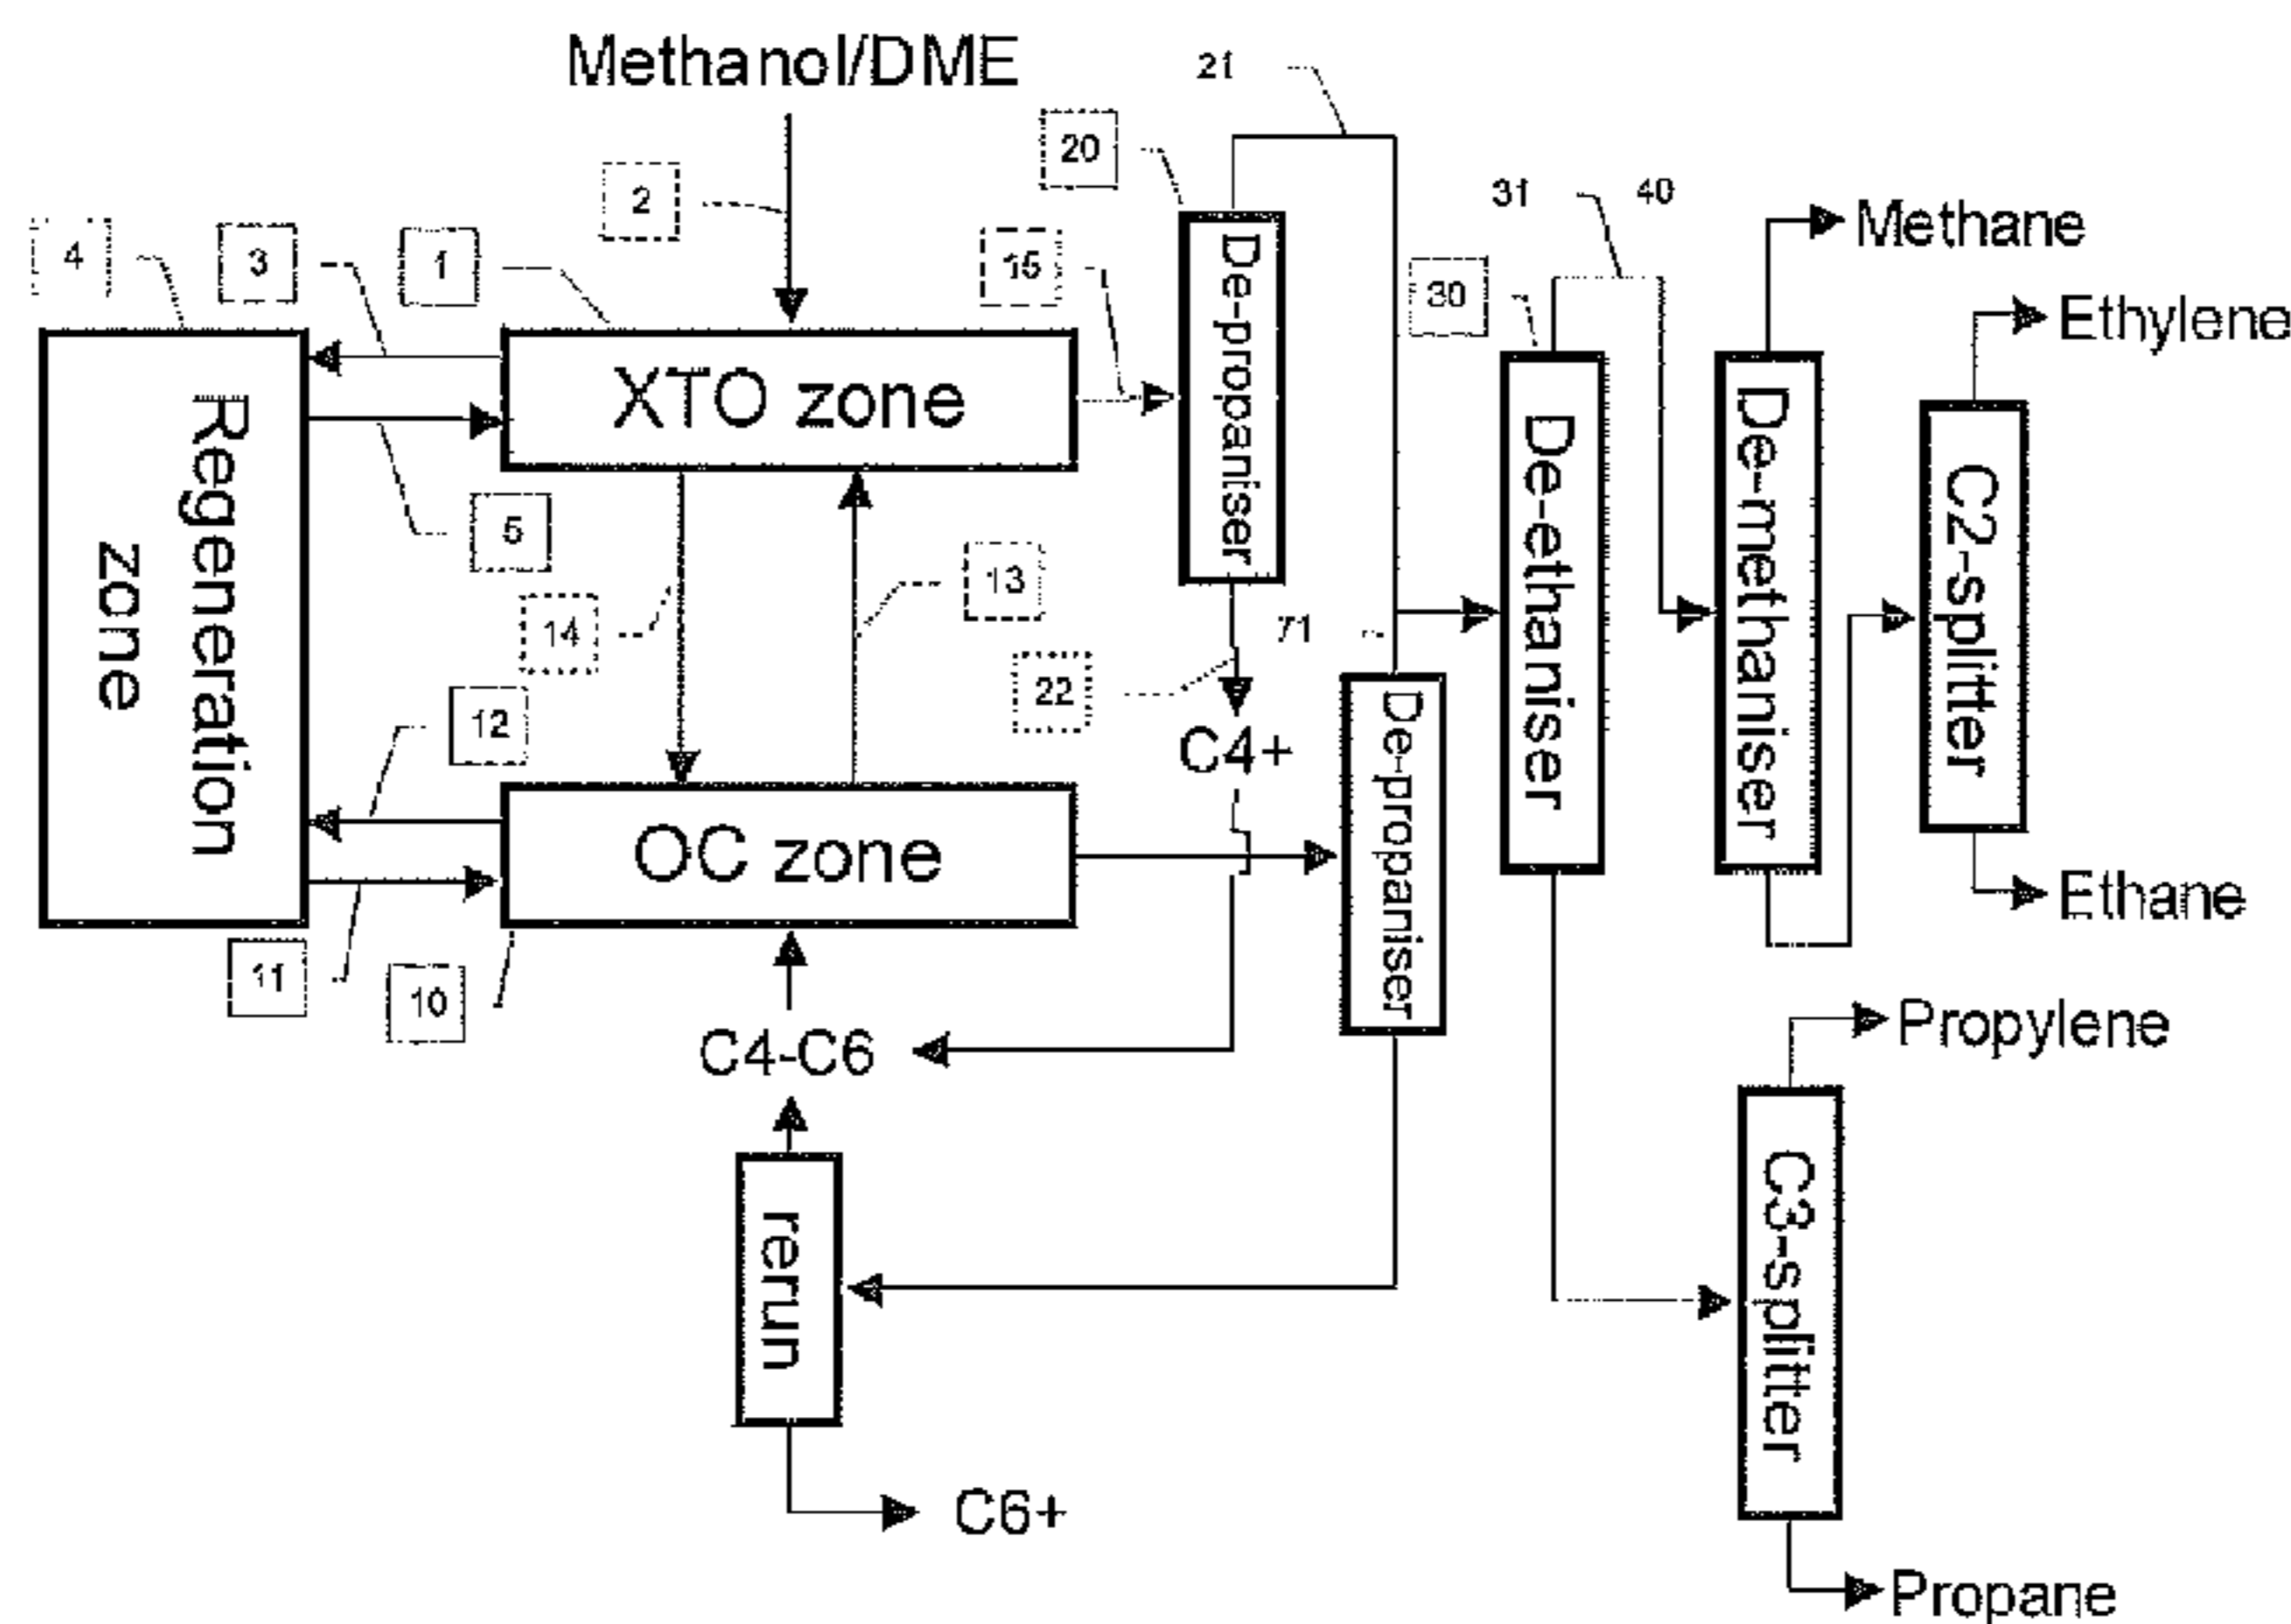 Methanol/DME
21
20
2
31
40
Methane
4
3
1
15
30
Ethylene
XTO zone
De-propaniser
De-ethaniser
De-methaniser
C2-splitter
Regeneration
zone
5
14
13
71
22
12
C4+
De-propaniser
OC zone
Ethane
11
10
C4-C6
Propylene
rerun
C3-splitter
C6+
Propane